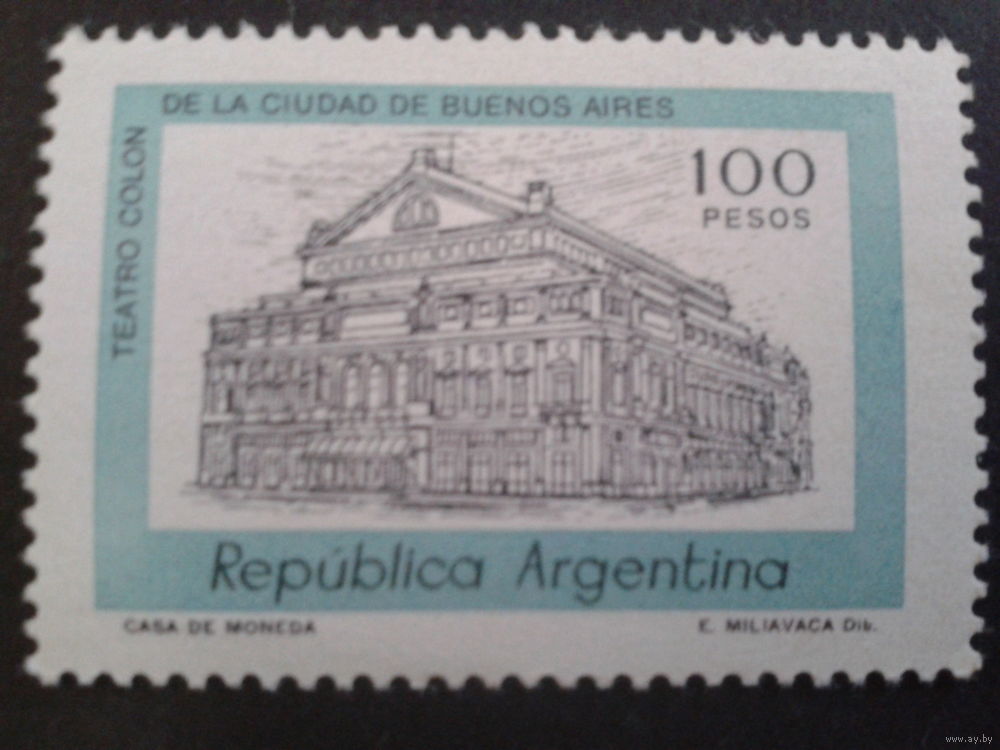 TEATRO COLON
DE LA CIUDAD DE BUENOS AIRES
100
PESOS
República Argentina
CASA DE MONEDA
E. MILIAVACA Dib.
www.ay.by